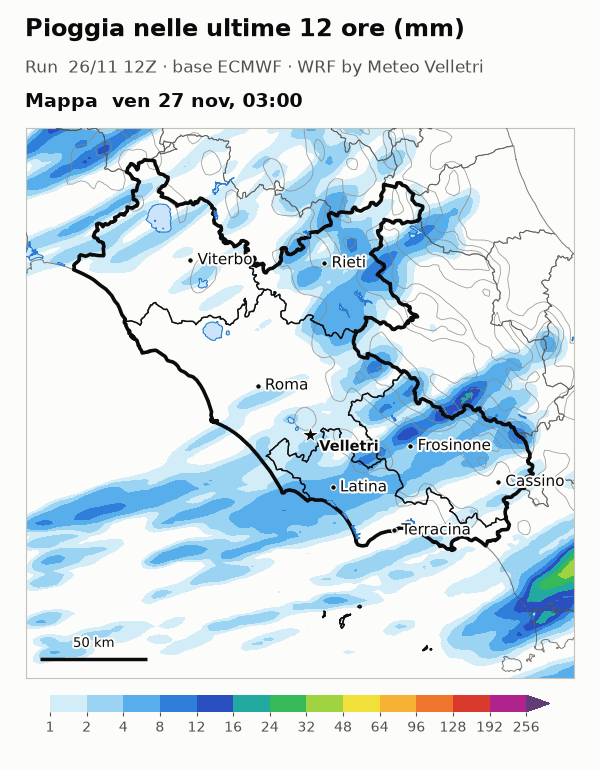 Pioggia nelle ultime 12 ore (mm)
Run  26/11 12Z · base ECMWF · WRF by Meteo Velletri
Mappa  ven 27 nov, 03:00
Viterbo
Rieti
Roma
Velletri
Frosinone
Cassino
Latina
Terracina
50 km
1 2 4 8 12 16 24 32 48 64 96 128 192 256